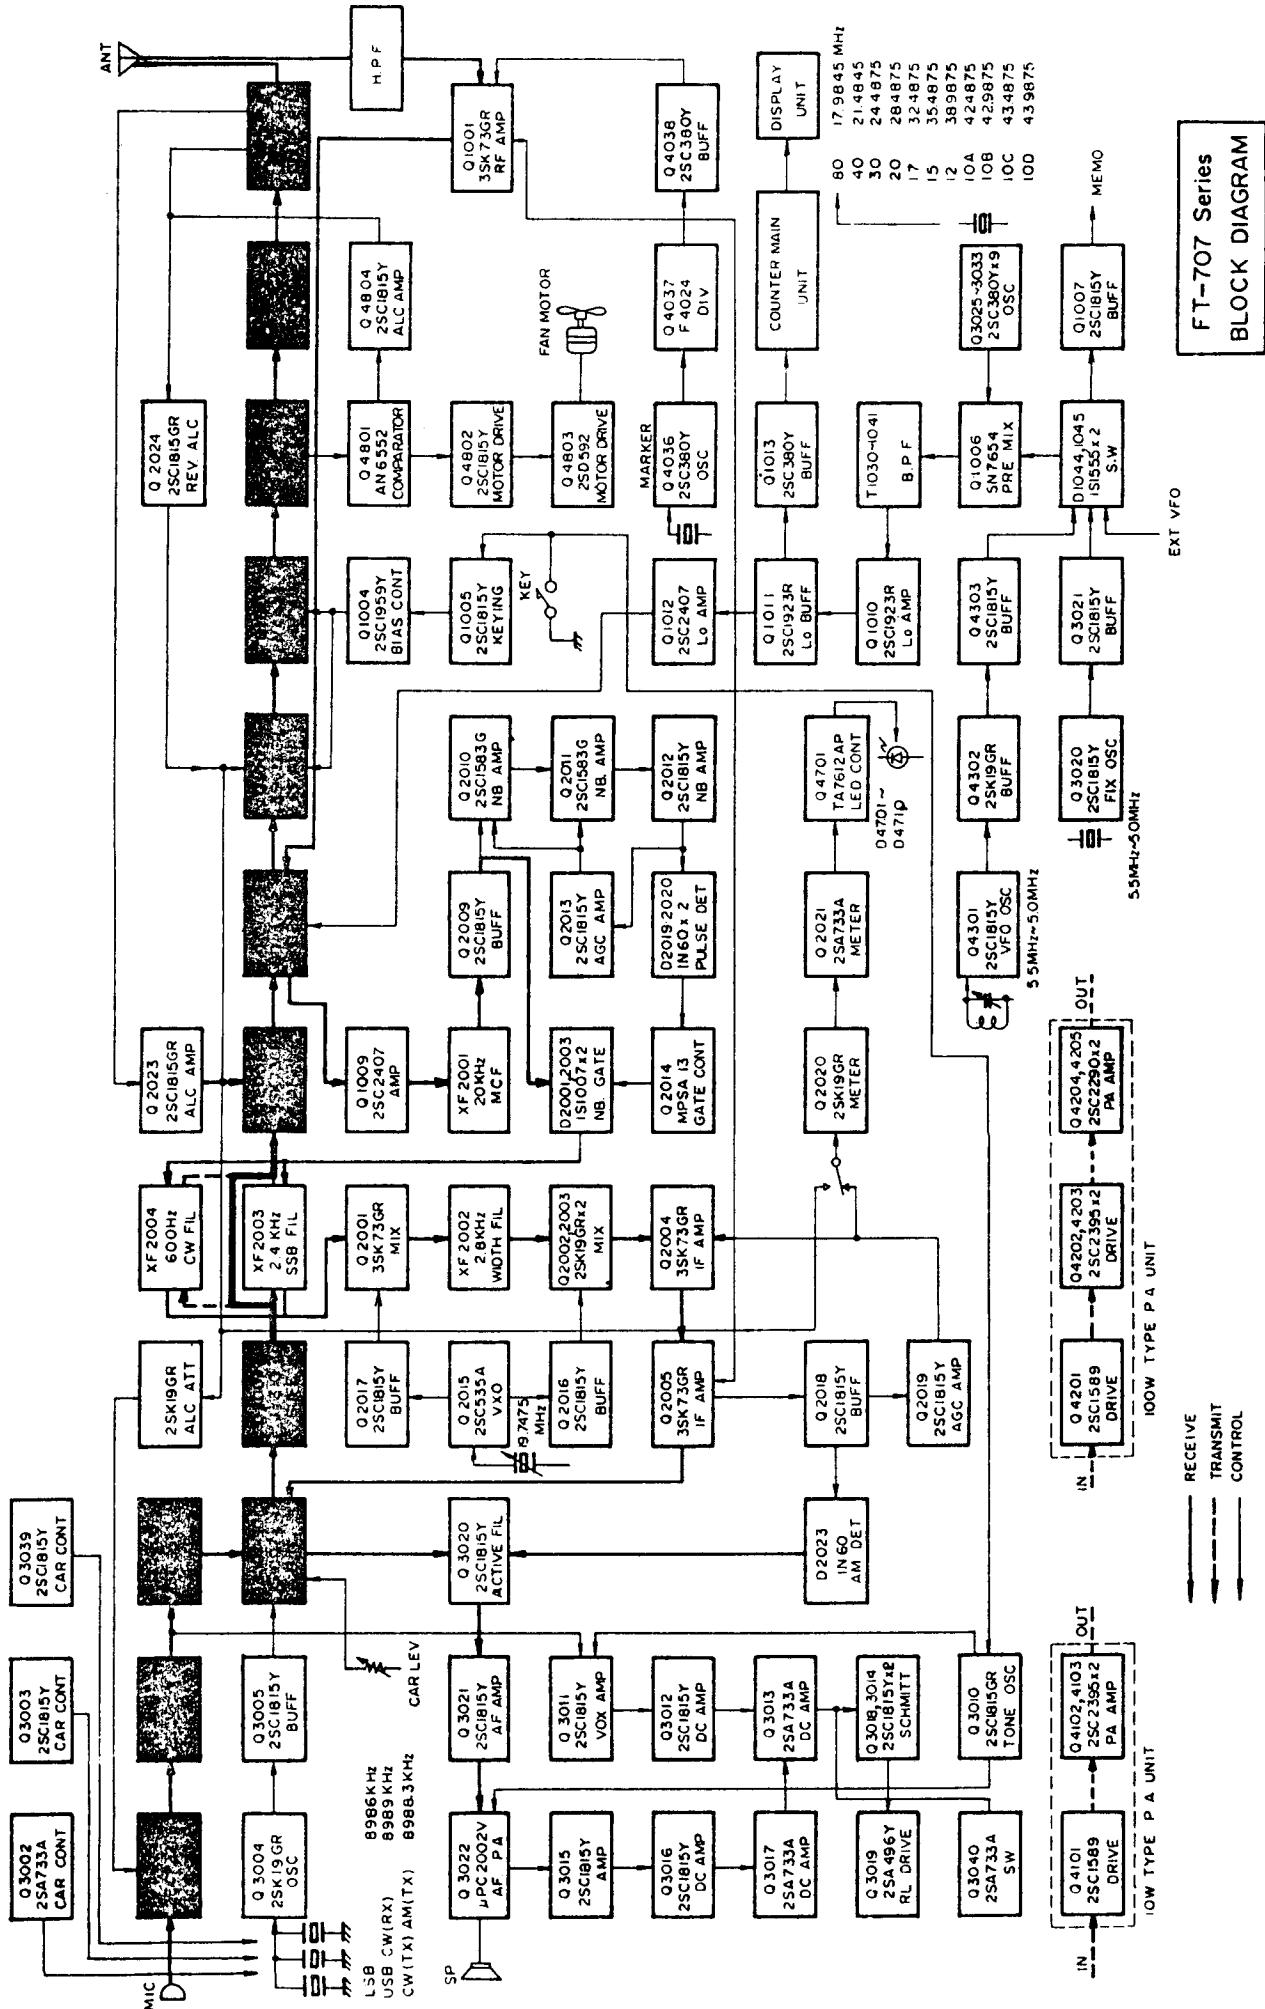 Q3002
2SA733A
CAR CONT
Q3003
2SC1815Y
CAR CONT
Q3039
2SC1815Y
CAR CONT
MIC
2SK19GR
ALC ATT
XF2004
600Hz
CW FIL
Q2023
2SC1815GR
ALC AMP
Q2024
2SC1815GR
REV. ALC
ANT
Q3004
2SK19GR
OSC
Q3005
2SC1815Y
BUFF
XF2003
2.4 KHz
SSB FIL
LSB 8986KHz
USB CW(RX) 8989KHz
CW(TX) AM(TX) 8988.3KHz
CAR LEV
Q2017
2SC1815Y
BUFF
Q2001
3SK73GR
MIX
Q1009
2SC2407
AMP
Q1004
2SC1959Y
BIAS CONT
Q4801
AN6552
COMPARATOR
Q4804
2SC1815Y
ALC AMP
H.P.F
SP
Q3022
μPC2002V
AF. PA
Q3021
2SC1815Y
AF AMP
Q3020
2SC1815Y
ACTIVE FIL
Q2015
2SC535A
VXO
19.7475
MHz
XF2002
2.8KHz
WIDTH FIL
XF2001
20KHz
MCF
Q2009
2SC1815Y
BUFF
Q2010
2SC1583G
NB AMP
Q1005
2SC1815Y
KEYING
KEY
Q4802
2SC1815Y
MOTOR DRIVE
Q1001
3SK73GR
RF AMP
Q3015
2SC1815Y
AMP
Q3011
2SC1815Y
VOX AMP
Q2016
2SC1815Y
BUFF
Q2002,2003
2SK19GRx2
MIX
D2001,2003
1S1007x2
NB. GATE
Q2013
2SC1815Y
AGC AMP
Q2011
2SC1583G
NB. AMP
Q4803
2SD592
MOTOR DRIVE
FAN MOTOR
Q3016
2SC1815Y
DC AMP
Q3012
2SC1815Y
DC AMP
Q2005
3SK73GR
IF AMP
Q2004
3SK73GR
IF AMP
Q2014
MPSA 13
GATE CONT
D2019·2020
1N60x2
PULSE DET
Q2012
2SC1815Y
NB AMP
Q1012
2SC2407
Lo AMP
MARKER
Q4036
2SC380Y
OSC
Q4037
F4024
DIV
Q4038
2SC380Y
BUFF
Q3017
2SA733A
DC AMP
Q3013
2SA733A
DC AMP
D2023
1N60
AM DET
Q2018
2SC1815Y
BUFF
Q2020
2SK19GR
METER
Q2021
2SA733A
METER
Q4701
TA7612AP
LED CONT
D4701~
D4710
Q1011
2SC1923R
Lo BUFF
Q1013
2SC380Y
BUFF
COUNTER MAIN
UNIT
DISPLAY
UNIT
Q3019
2SA496Y
RL DRIVE
Q3018,3014
2SC1815Yx2
SCHMITT
Q2019
2SC1815Y
AGC AMP
Q1010
2SC1923R
Lo AMP
T1030~1041
B.P.F
80 17.9845 MHz
40 21.4845
30 24.4875
20 28.4875
17 32.4875
15 35.4875
12 38.9875
10A 42.4875
10B 42.9875
10C 43.4875
10D 43.9875
Q3040
2SA733A
SW
Q3010
2SC1815GR
TONE OSC
Q4301
2SC1815Y
VFO OSC
5.5MHz~5.0MHz
Q4302
2SK19GR
BUFF
Q4303
2SC1815Y
BUFF
Q1006
SN7654
PRE MIX
Q3025~3033
2SC380Yx9
OSC
Q3020
2SC1815Y
FIX OSC
5.5MHz~5.0MHz
Q3021
2SC1815Y
BUFF
D1044,1045
1S1555x2
S.W
EXT VFO
Q1007
2SC1815Y
BUFF
MEMO
IN
Q4101
2SC1589
DRIVE
Q4102,4103
2SC2395x2
PA AMP
OUT
10W TYPE PA UNIT
IN
Q4201
2SC1589
DRIVE
Q4202,4203
2SC2395x2
DRIVE
Q4204,4205
2SC2290x2
PA AMP
OUT
100W TYPE PA UNIT
RECEIVE
TRANSMIT
CONTROL
FT-707 Series
BLOCK DIAGRAM